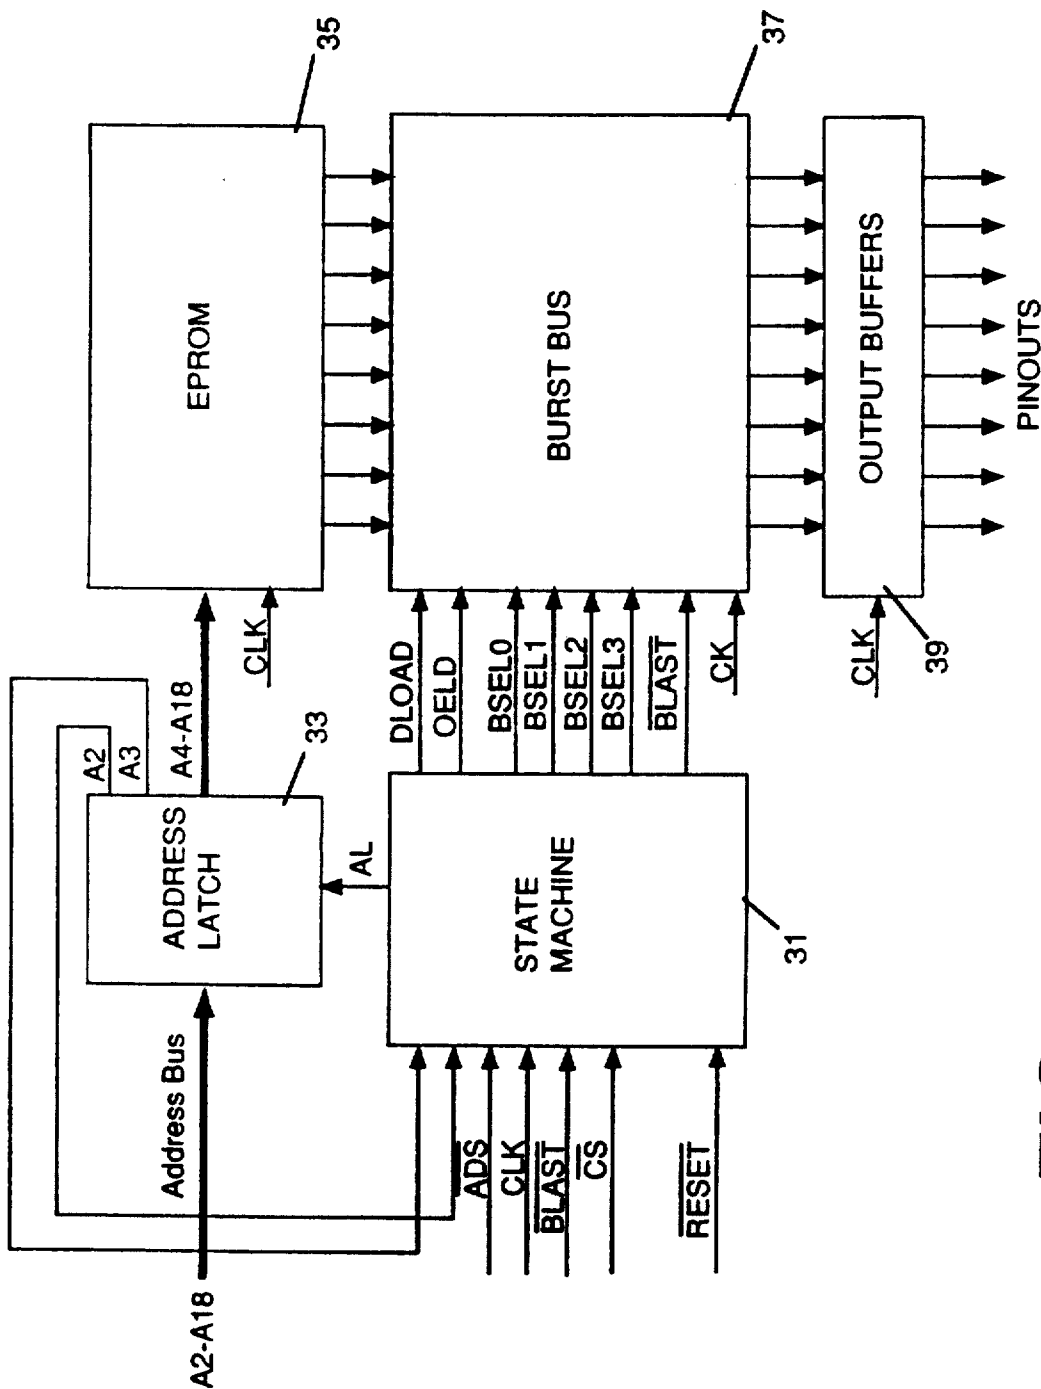 A2-A18
Address Bus
ADDRESS
LATCH
33
A2
A3
A4-A18
CLK
EPROM
35
AL
ADS
CLK
BLAST
CS
RESET
STATE
MACHINE
31
DLOAD
OELD
BSEL0
BSEL1
BSEL2
BSEL3
BLAST
CK
BURST BUS
37
CLK
39
OUTPUT BUFFERS
PINOUTS